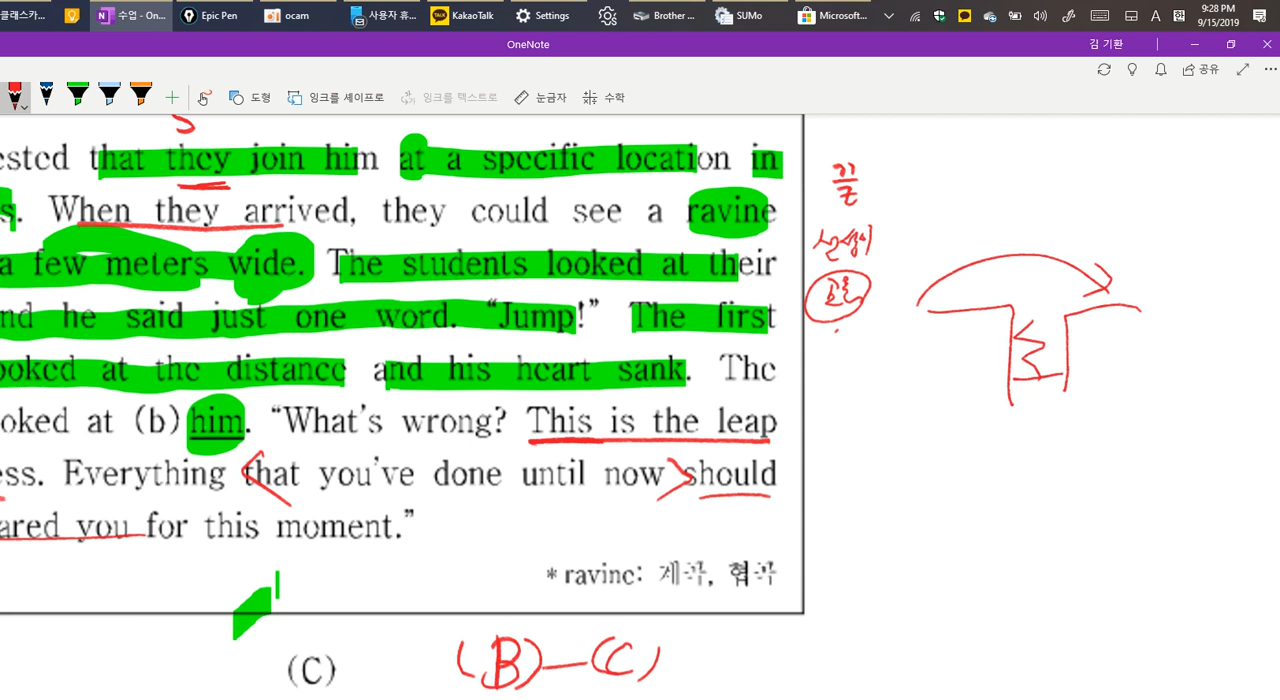 클래스카...
수업 - On...
Epic Pen
ocam
사용자 휴...
TALK
KakaoTalk
Settings
Brother ...
SUMo
Microsoft...
A
9:28 PM
9/15/2019
OneNote
김 기환
공유
도형
잉크를 셰이프로
잉크를 텍스트로
눈금자
수학
S
ested that they join him at a specific location in
s. When they arrived, they could see a ravine
a few meters wide. The students looked at their
nd he said just one word. “Jump!” The first
ooked at the distance and his heart sank. The
oked at (b) him. “What's wrong? This is the leap
ess. Everything that you've done until now should
ared you for this moment.”
* ravine: 계곡, 협곡
(C)
(B)-(C)